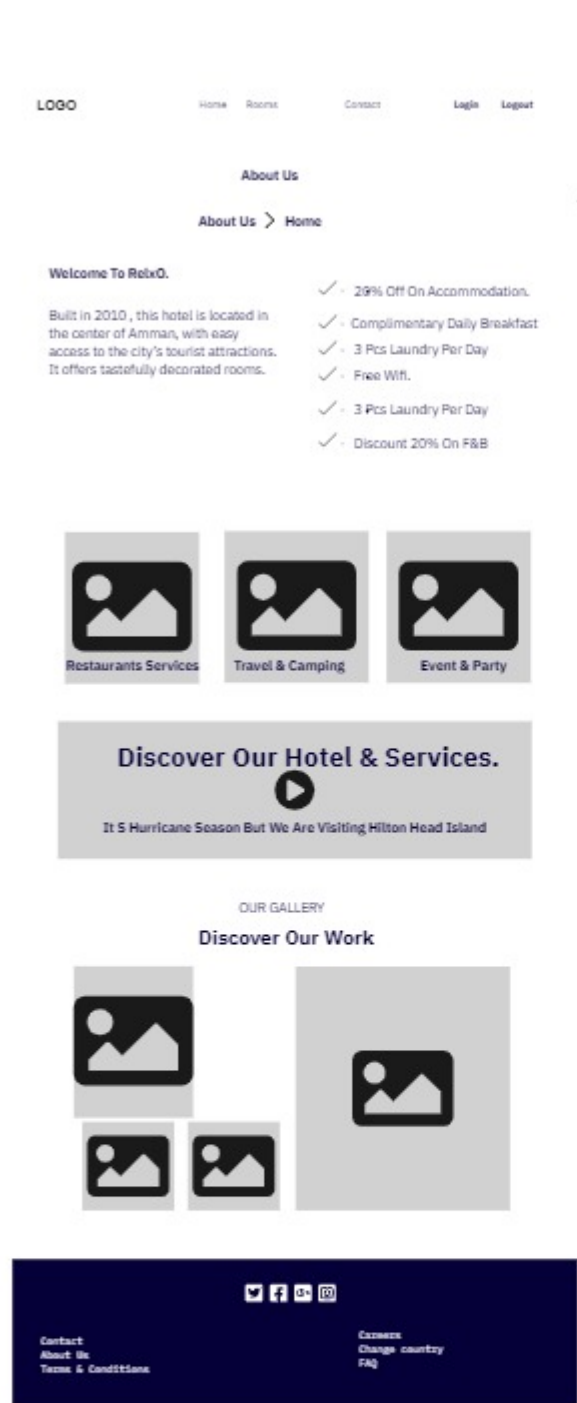 LOGO Home Rooms Contact Login Logout
About Us
About Us > Home
Welcome To RelxO.
Built in 2010 , this hotel is located in
the center of Amman, with easy
access to the city's tourist attractions.
It offers tastefully decorated rooms.
20% Off On Accommodation.
Complimentary Daily Breakfast
3 Pcs Laundry Per Day
Free Wifi.
3 Pcs Laundry Per Day
Discount 20% On F&B
Restaurants Services
Travel & Camping
Event & Party
Discover Our Hotel & Services.
It S Hurricane Season But We Are Visiting Hilton Head Island
OUR GALLERY
Discover Our Work
Contact
About Us
Terms & Conditions
Careers
Change country
FAQ